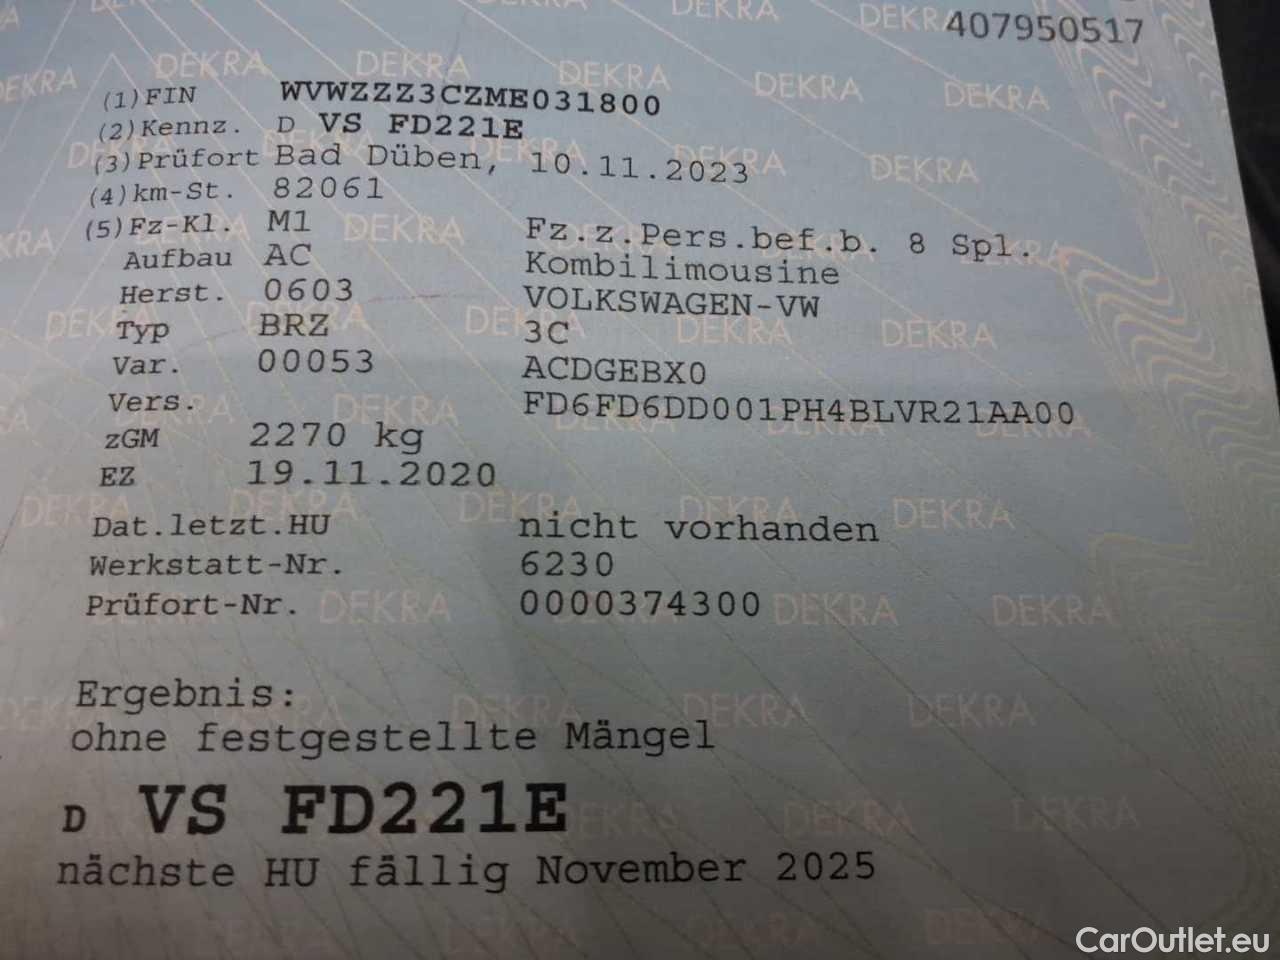 407950517
(1)FIN WVWZZZ3CZME031800
(2)Kennz. D VS FD221E
(3)Prüfort Bad Düben, 10.11.2023
(4)km-St. 82061
(5)Fz-Kl. M1 Fz.z.Pers.bef.b. 8 Spl.
Aufbau AC Kombilimousine
Herst. 0603 VOLKSWAGEN-VW
Typ BRZ 3C
Var. 00053 ACDGEBX0
Vers. FD6FD6DD001PH4BLVR21AA00
zGM 2270 kg
EZ 19.11.2020
Dat.letzt.HU nicht vorhanden
Werkstatt-Nr. 6230
Prüfort-Nr. 0000374300
Ergebnis:
ohne festgestellte Mängel
D VS FD221E
nächste HU fällig November 2025
CarOutlet.eu